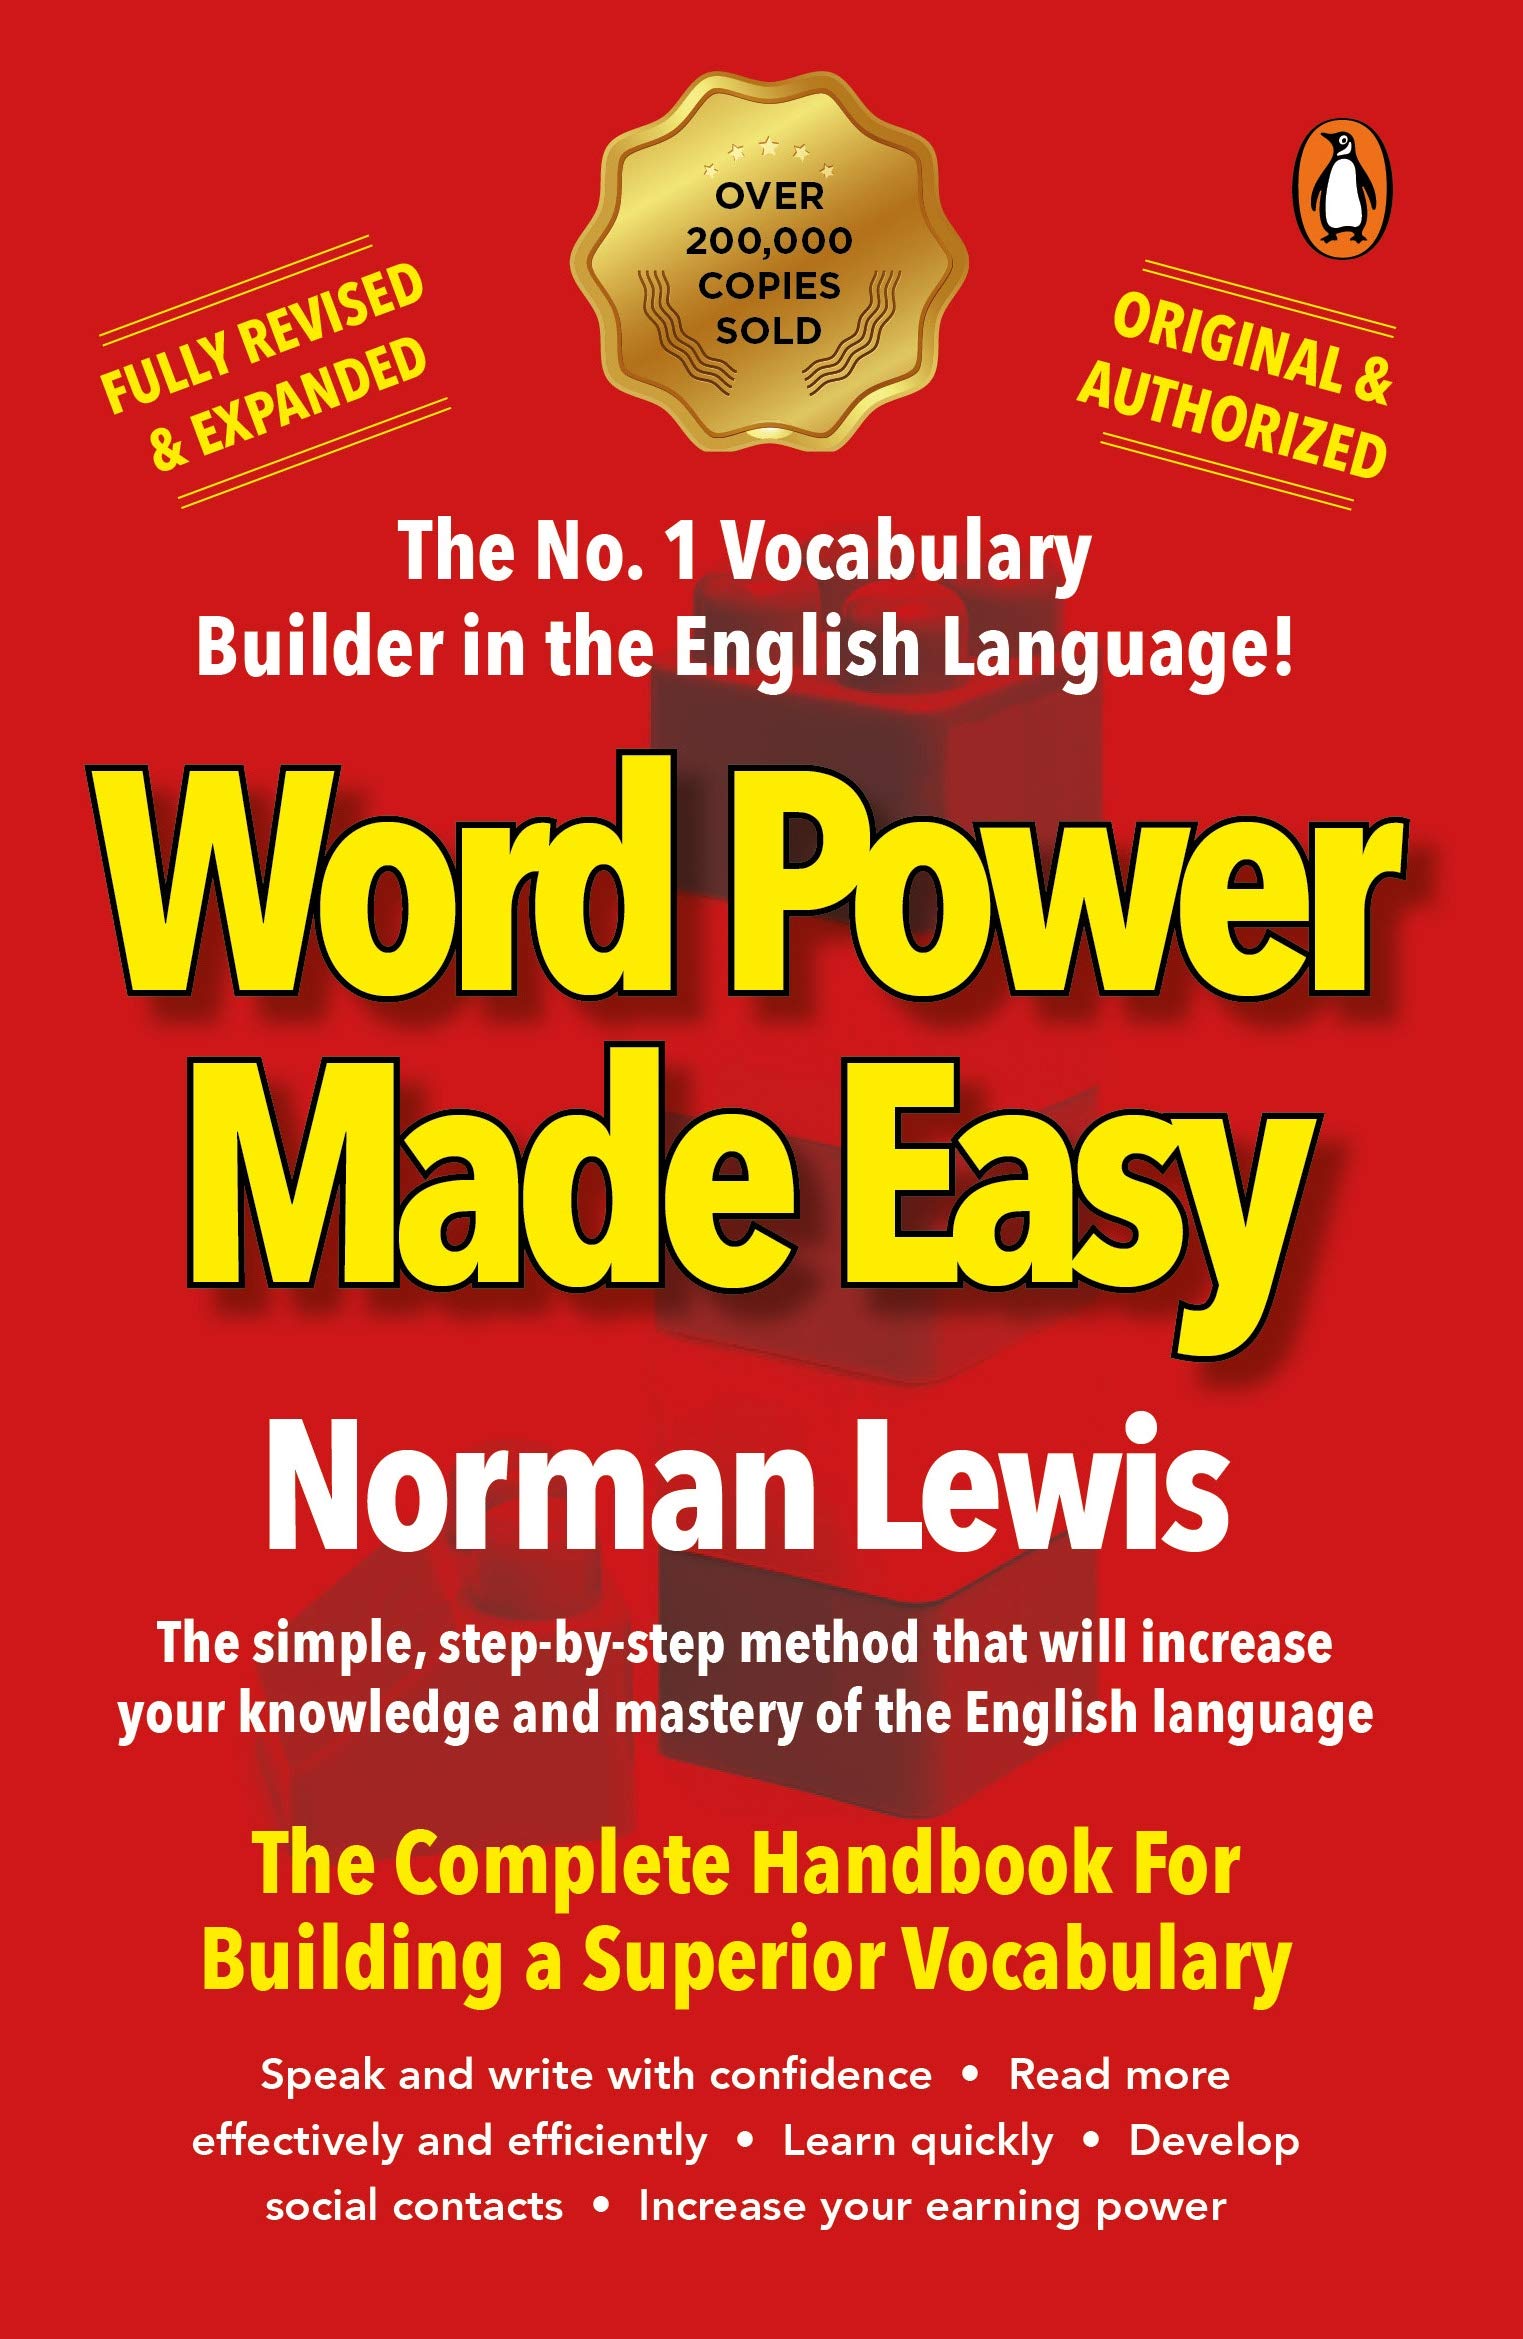 OVER
200,000
COPIES
SOLD
FULLY REVISED
& EXPANDED
ORIGINAL &
AUTHORIZED
The No. 1 Vocabulary
Builder in the English Language!
Word Power
Made Easy
Norman Lewis
The simple, step-by-step method that will increase
your knowledge and mastery of the English language
The Complete Handbook For
Building a Superior Vocabulary
Speak and write with confidence • Read more
effectively and efficiently • Learn quickly • Develop
social contacts • Increase your earning power